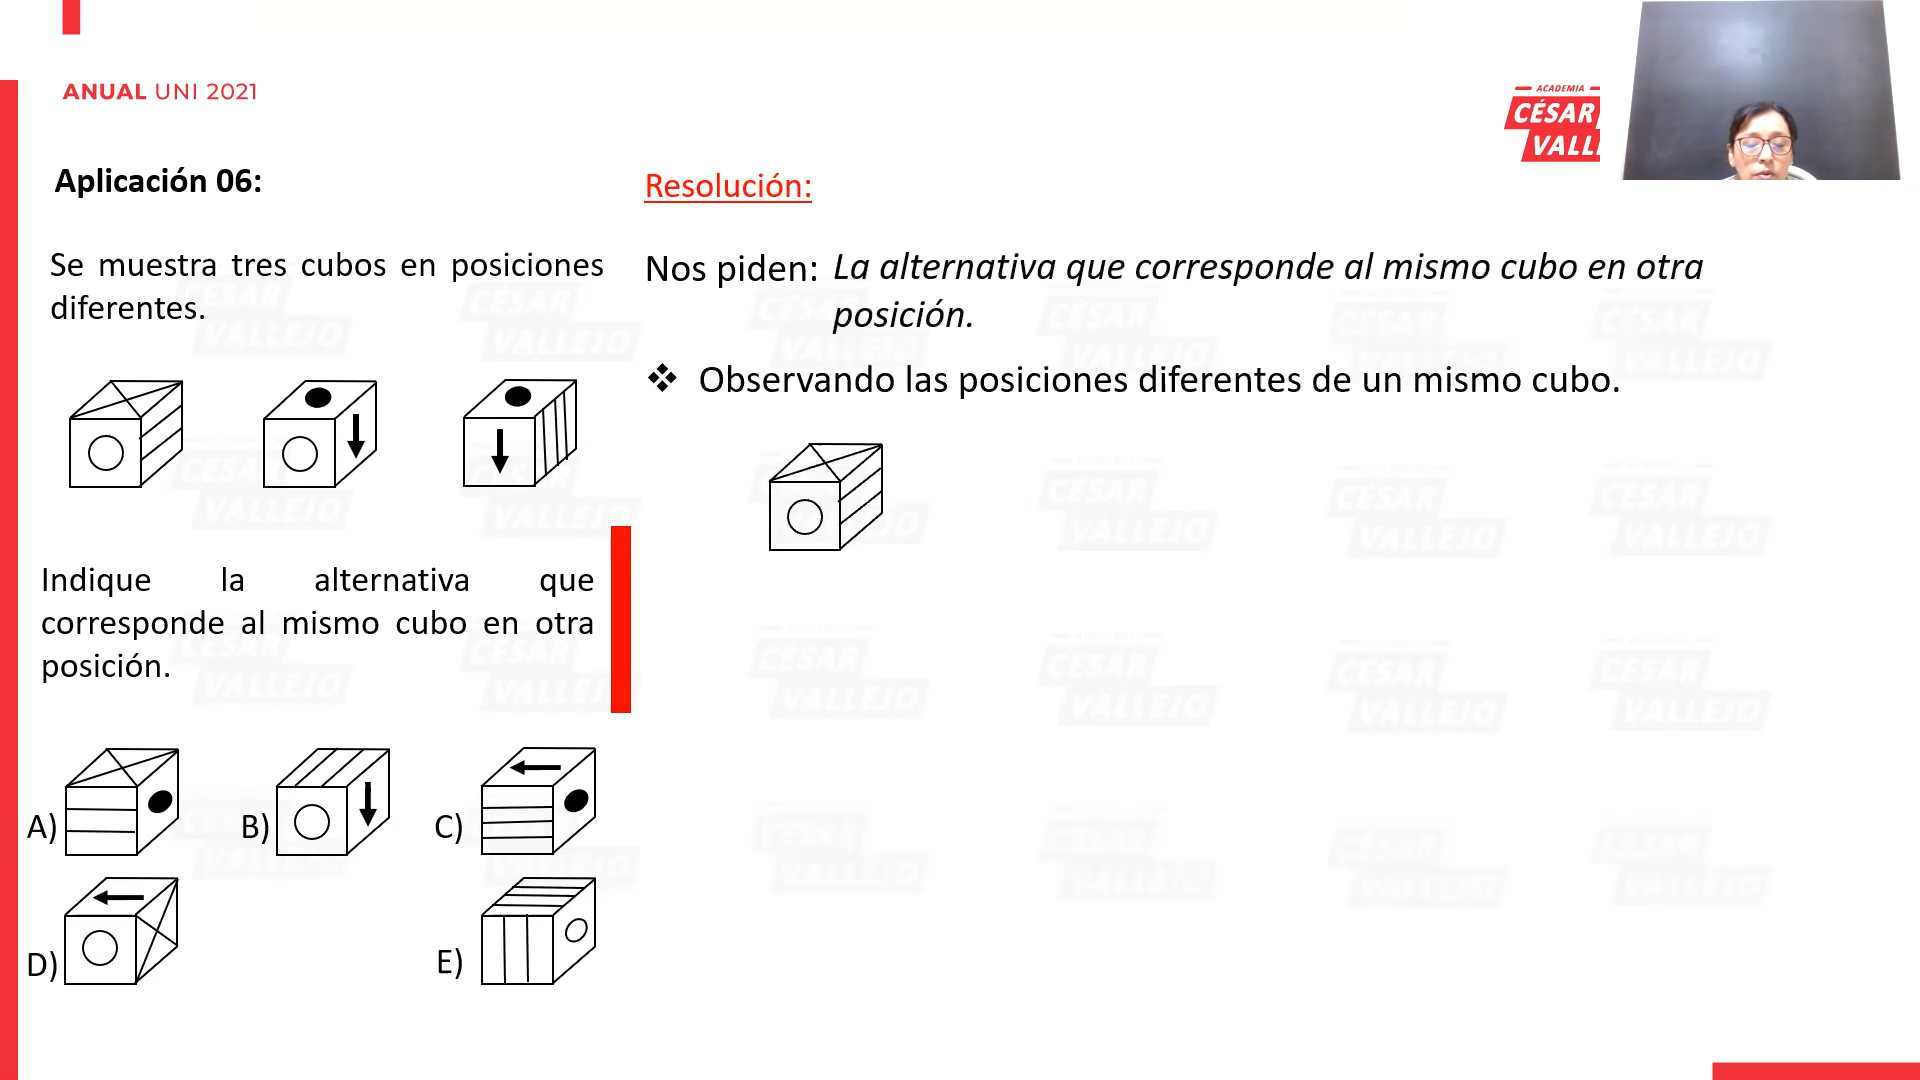 ANUAL UNI 2021
ACADEMIA
CÉSAR
VALL
Aplicación 06:
Se muestra tres cubos en posiciones
diferentes.
Indique la alternativa que
corresponde al mismo cubo en otra
posición.
A)
B)
C)
D)
E)
Resolución:
Nos piden: La alternativa que corresponde al mismo cubo en otra
posición.
❖ Observando las posiciones diferentes de un mismo cubo.